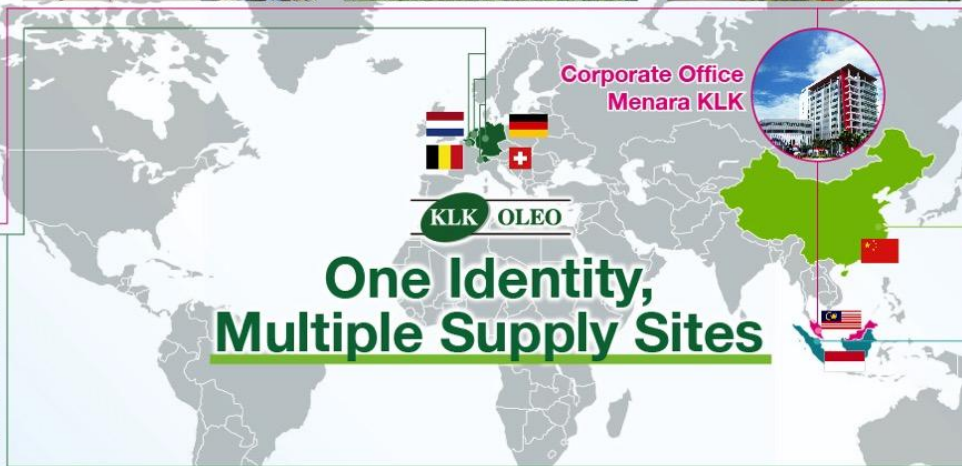 Corporate Office
Menara KLK
KLK OLEO
One Identity,
Multiple Supply Sites